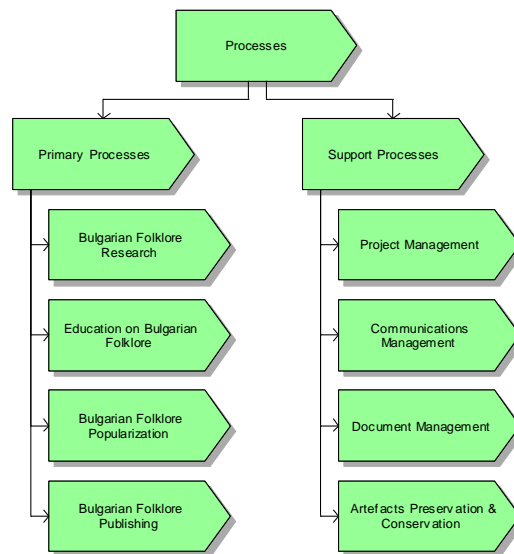 Processes
Primary Processes
Support Processes
Bulgarian Folklore
Research
Project Management
Education on Bulgarian
Folklore
Communications
Management
Bulgarian Folklore
Popularization
Document Management
Bulgarian Folklore
Publishing
Artefacts Preservation &
Conservation